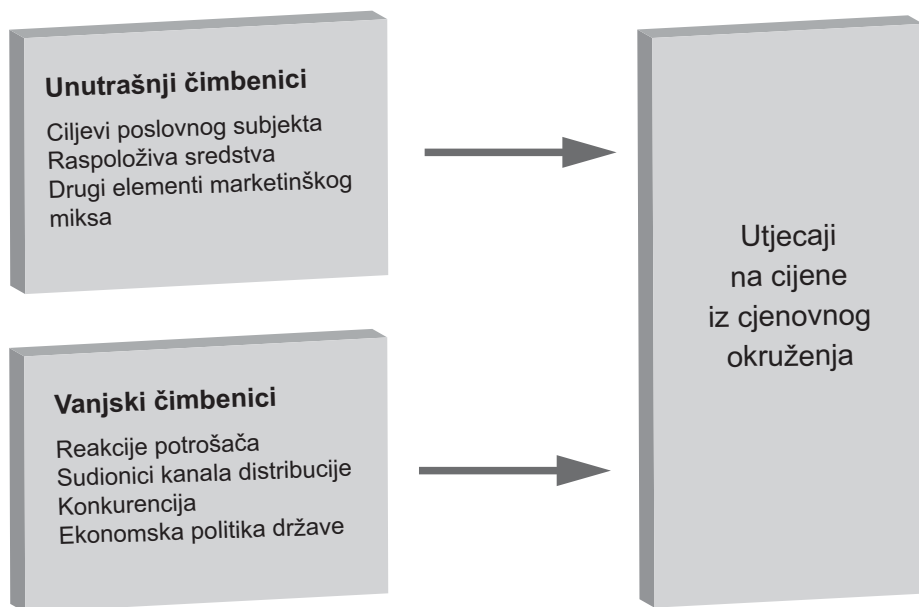 Unutrašnji čimbenici
Ciljevi poslovnog subjekta
Raspoloživa sredstva
Drugi elementi marketinškog
miksa
Vanjski čimbenici
Reakcije potrošača
Sudionici kanala distribucije
Konkurencija
Ekonomska politika države
Utjecaji
na cijene
iz cjenovnog
okruženja